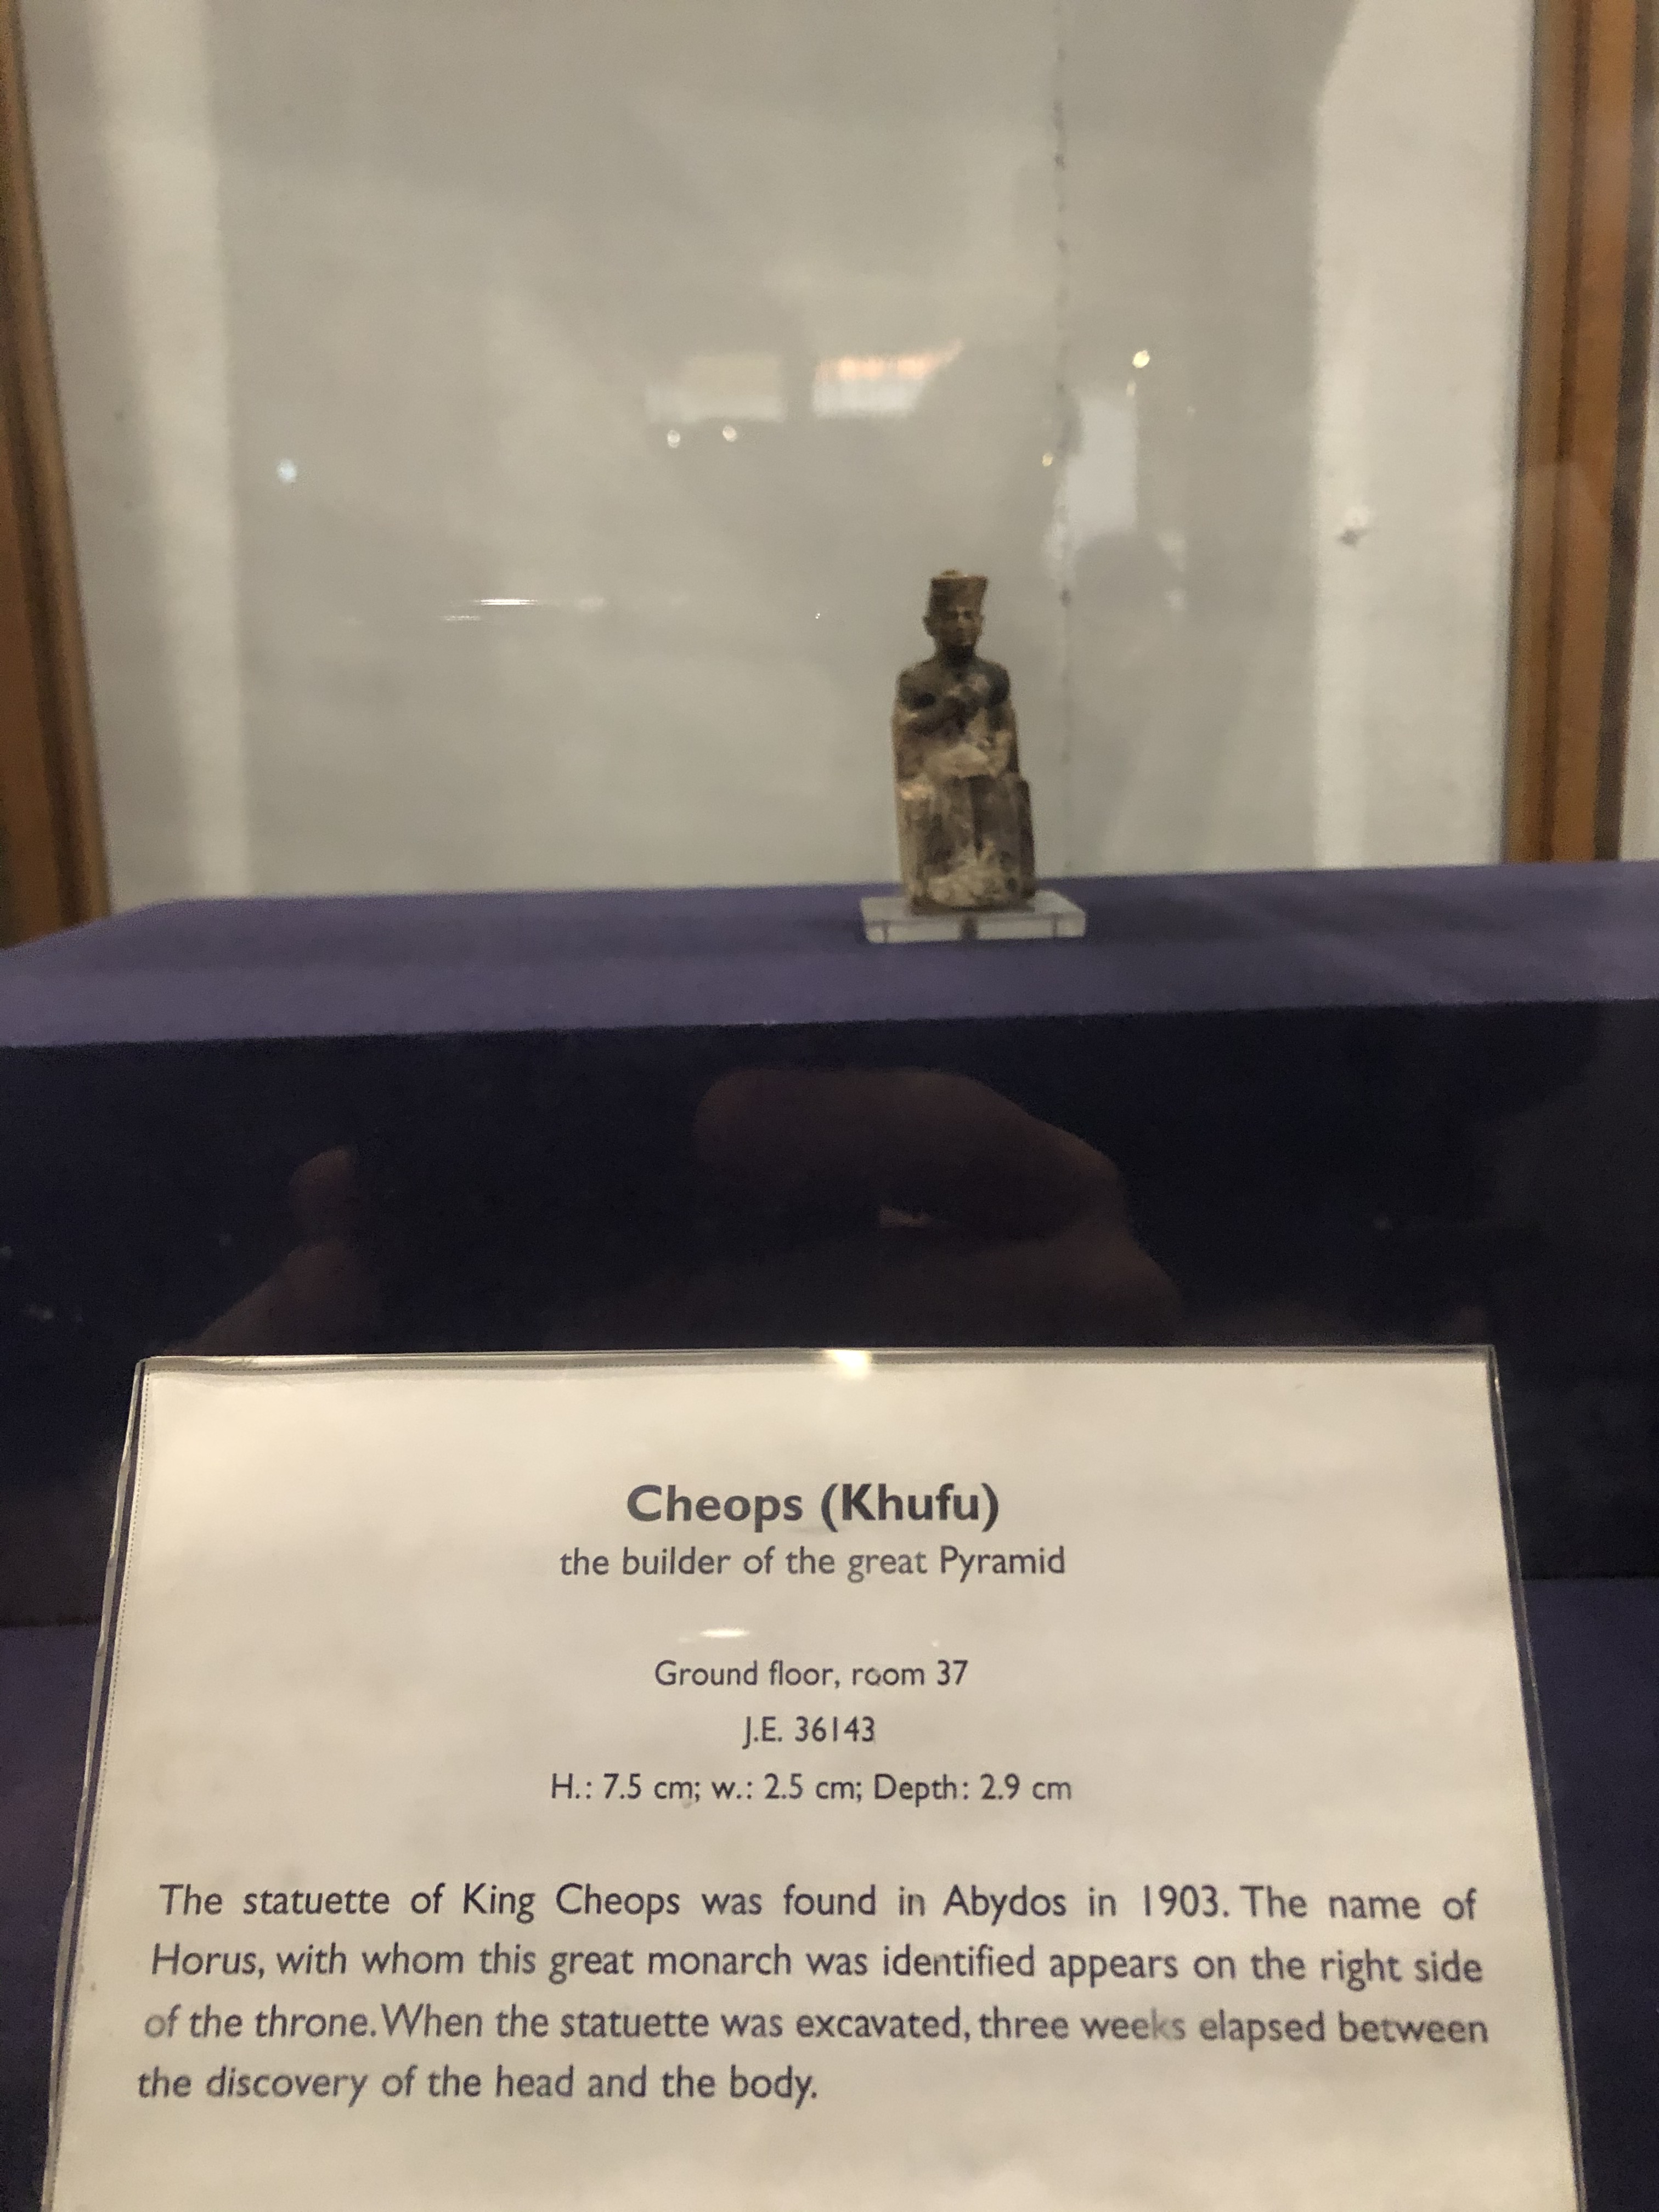 Cheops (Khufu)
the builder of the great Pyramid
Ground floor, room 37
J.E. 36143
H.: 7.5 cm; w.: 2.5 cm; Depth: 2.9 cm
The statuette of King Cheops was found in Abydos in 1903. The name of
Horus, with whom this great monarch was identified appears on the right side
of the throne. When the statuette was excavated, three weeks elapsed between
the discovery of the head and the body.